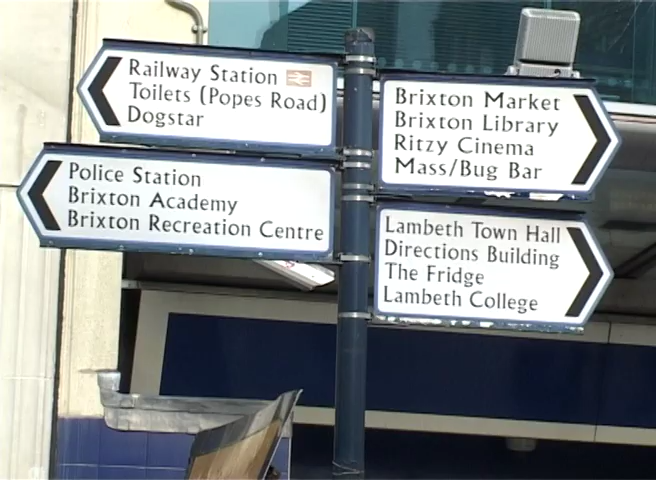 Railway Station
Toilets (Popes Road)
Dogstar
Police Station
Brixton Academy
Brixton Recreation Centre
Brixton Market
Brixton Library
Ritzy Cinema
Mass/Bug Bar
Lambeth Town Hall
Directions Building
The Fridge
Lambeth College